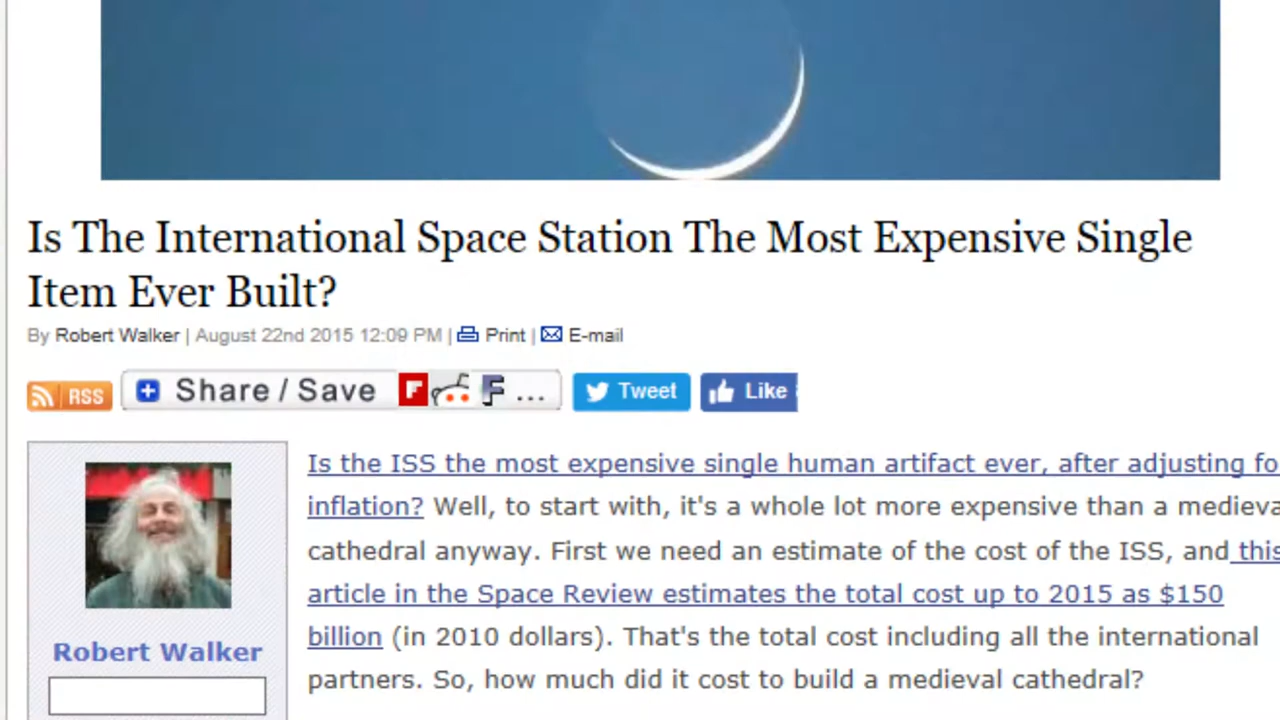 Is The International Space Station The Most Expensive Single
Item Ever Built?
By Robert Walker | August 22nd 2015 12:09 PM | Print | E-mail
RSS Share / Save ... Tweet Like
Is the ISS the most expensive single human artifact ever, after adjusting fo
inflation? Well, to start with, it's a whole lot more expensive than a medieva
cathedral anyway. First we need an estimate of the cost of the ISS, and this
article in the Space Review estimates the total cost up to 2015 as $150
billion (in 2010 dollars). That's the total cost including all the international
partners. So, how much did it cost to build a medieval cathedral?
Robert Walker